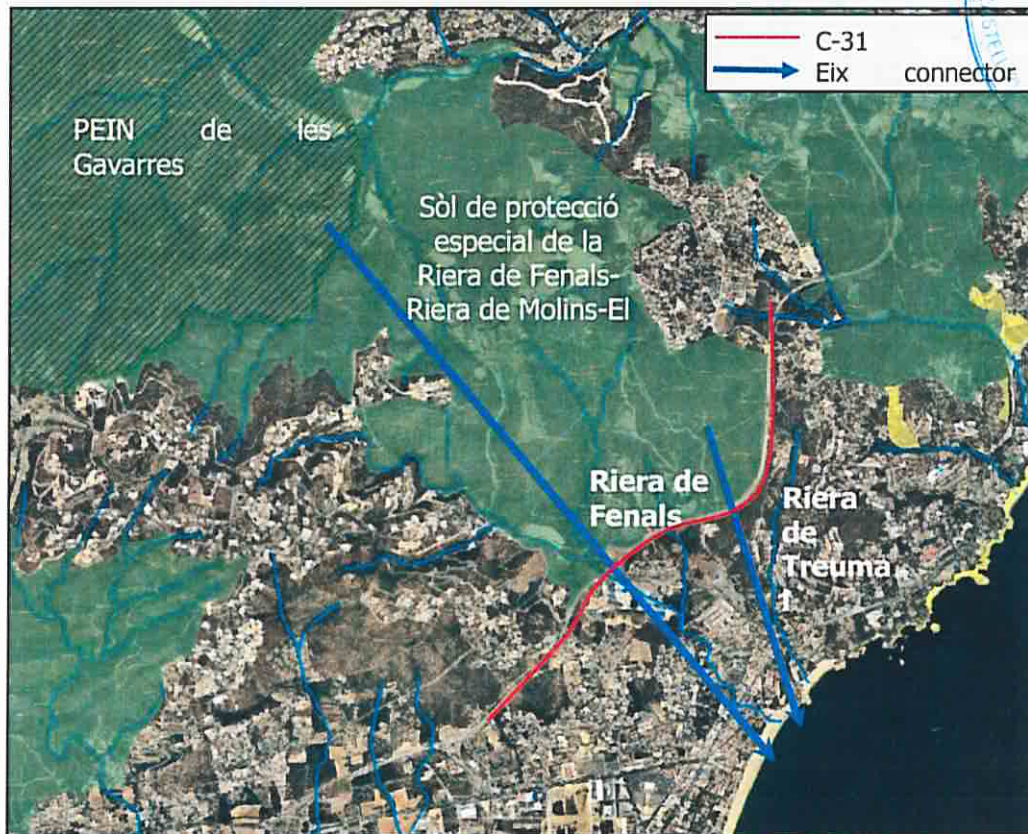 C-31
Eix connector
PEIN de les
Gavarres
Sòl de protecció
especial de la
Riera de Fenals-
Riera de Molins-El
Riera de
Fenals
Riera
de
Treuma